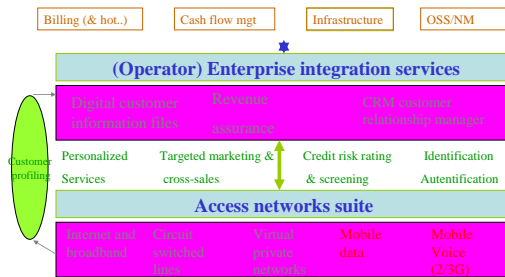 Billing (& hot..) Cash flow mgt Infrastructure OSS/NM
(Operator) Enterprise integration services
Digital customer Revenue CRM customer
information files assurance relationship manager
Customer
profiling
Personalized Targeted marketing & Credit risk rating Identification
Services cross-sales & screening Autentification
Access networks suite
Internet and Circuit Virtual Mobile Mobile
broadband switched private data Voice
lines networks (2/3G)